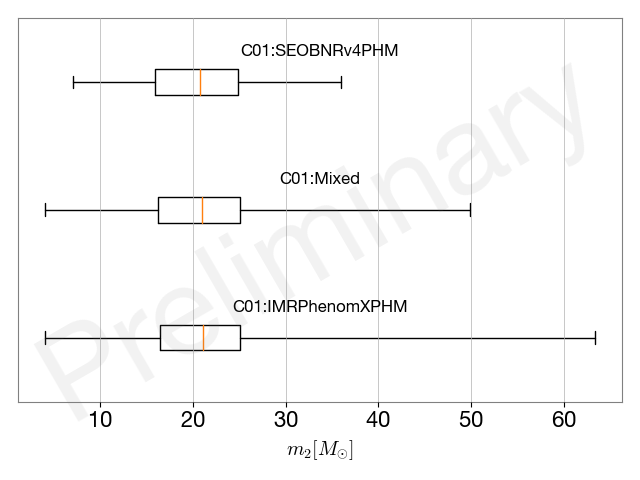 C01:SEOBNRv4PHM
C01:Mixed
C01:IMRPhenomXPHM
Preliminary
10 20 30 40 50 60
m₂[M⊙]